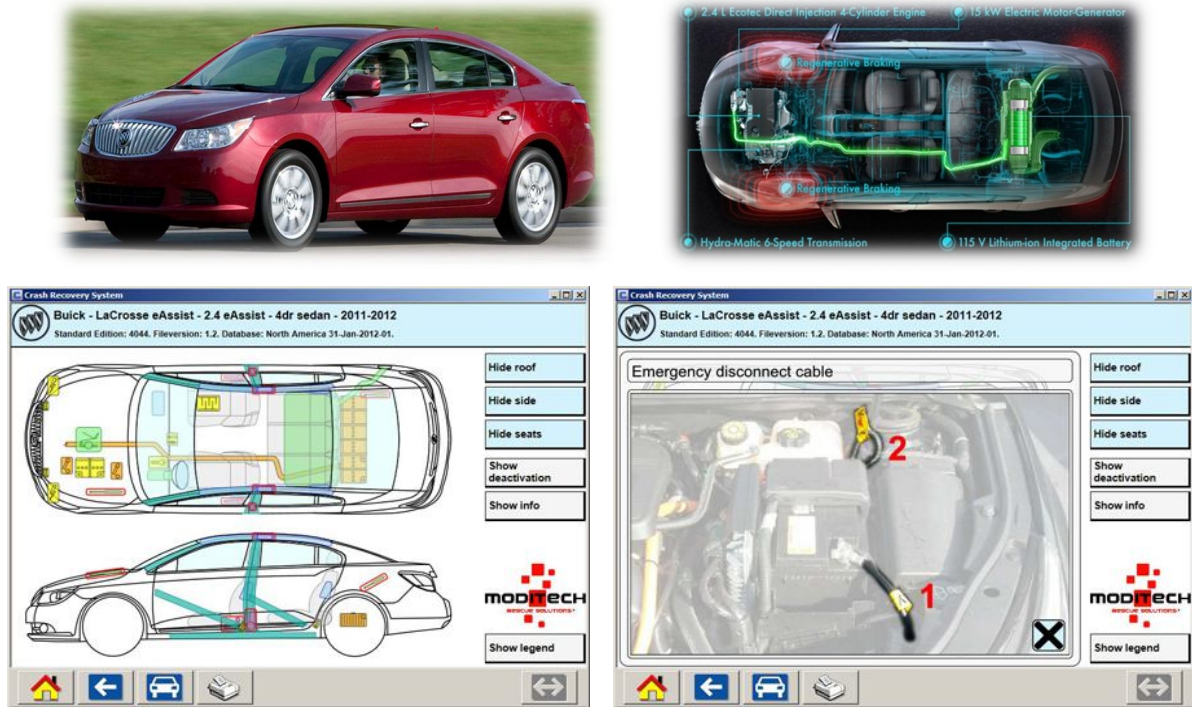 2.4 L Ecotec Direct Injection 4-Cylinder Engine
15 kW Electric Motor-Generator
Regenerative Braking
Regenerative Braking
Hydra-Matic 6-Speed Transmission
115 V Lithium-ion Integrated Battery
Crash Recovery System
Buick - LaCrosse eAssist - 2.4 eAssist - 4dr sedan - 2011-2012
Standard Edition: 4044. Fileversion: 1.2. Database: North America 31-Jan-2012-01.
Hide roof
Hide side
Hide seats
Show
deactivation
Show info
MODITECH
RESCUE SOLUTIONS
Show legend
Crash Recovery System
Buick - LaCrosse eAssist - 2.4 eAssist - 4dr sedan - 2011-2012
Standard Edition: 4044. Fileversion: 1.2. Database: North America 31-Jan-2012-01.
Emergency disconnect cable
2
1
Hide roof
Hide side
Hide seats
Show
deactivation
Show info
MODITECH
RESCUE SOLUTIONS
Show legend